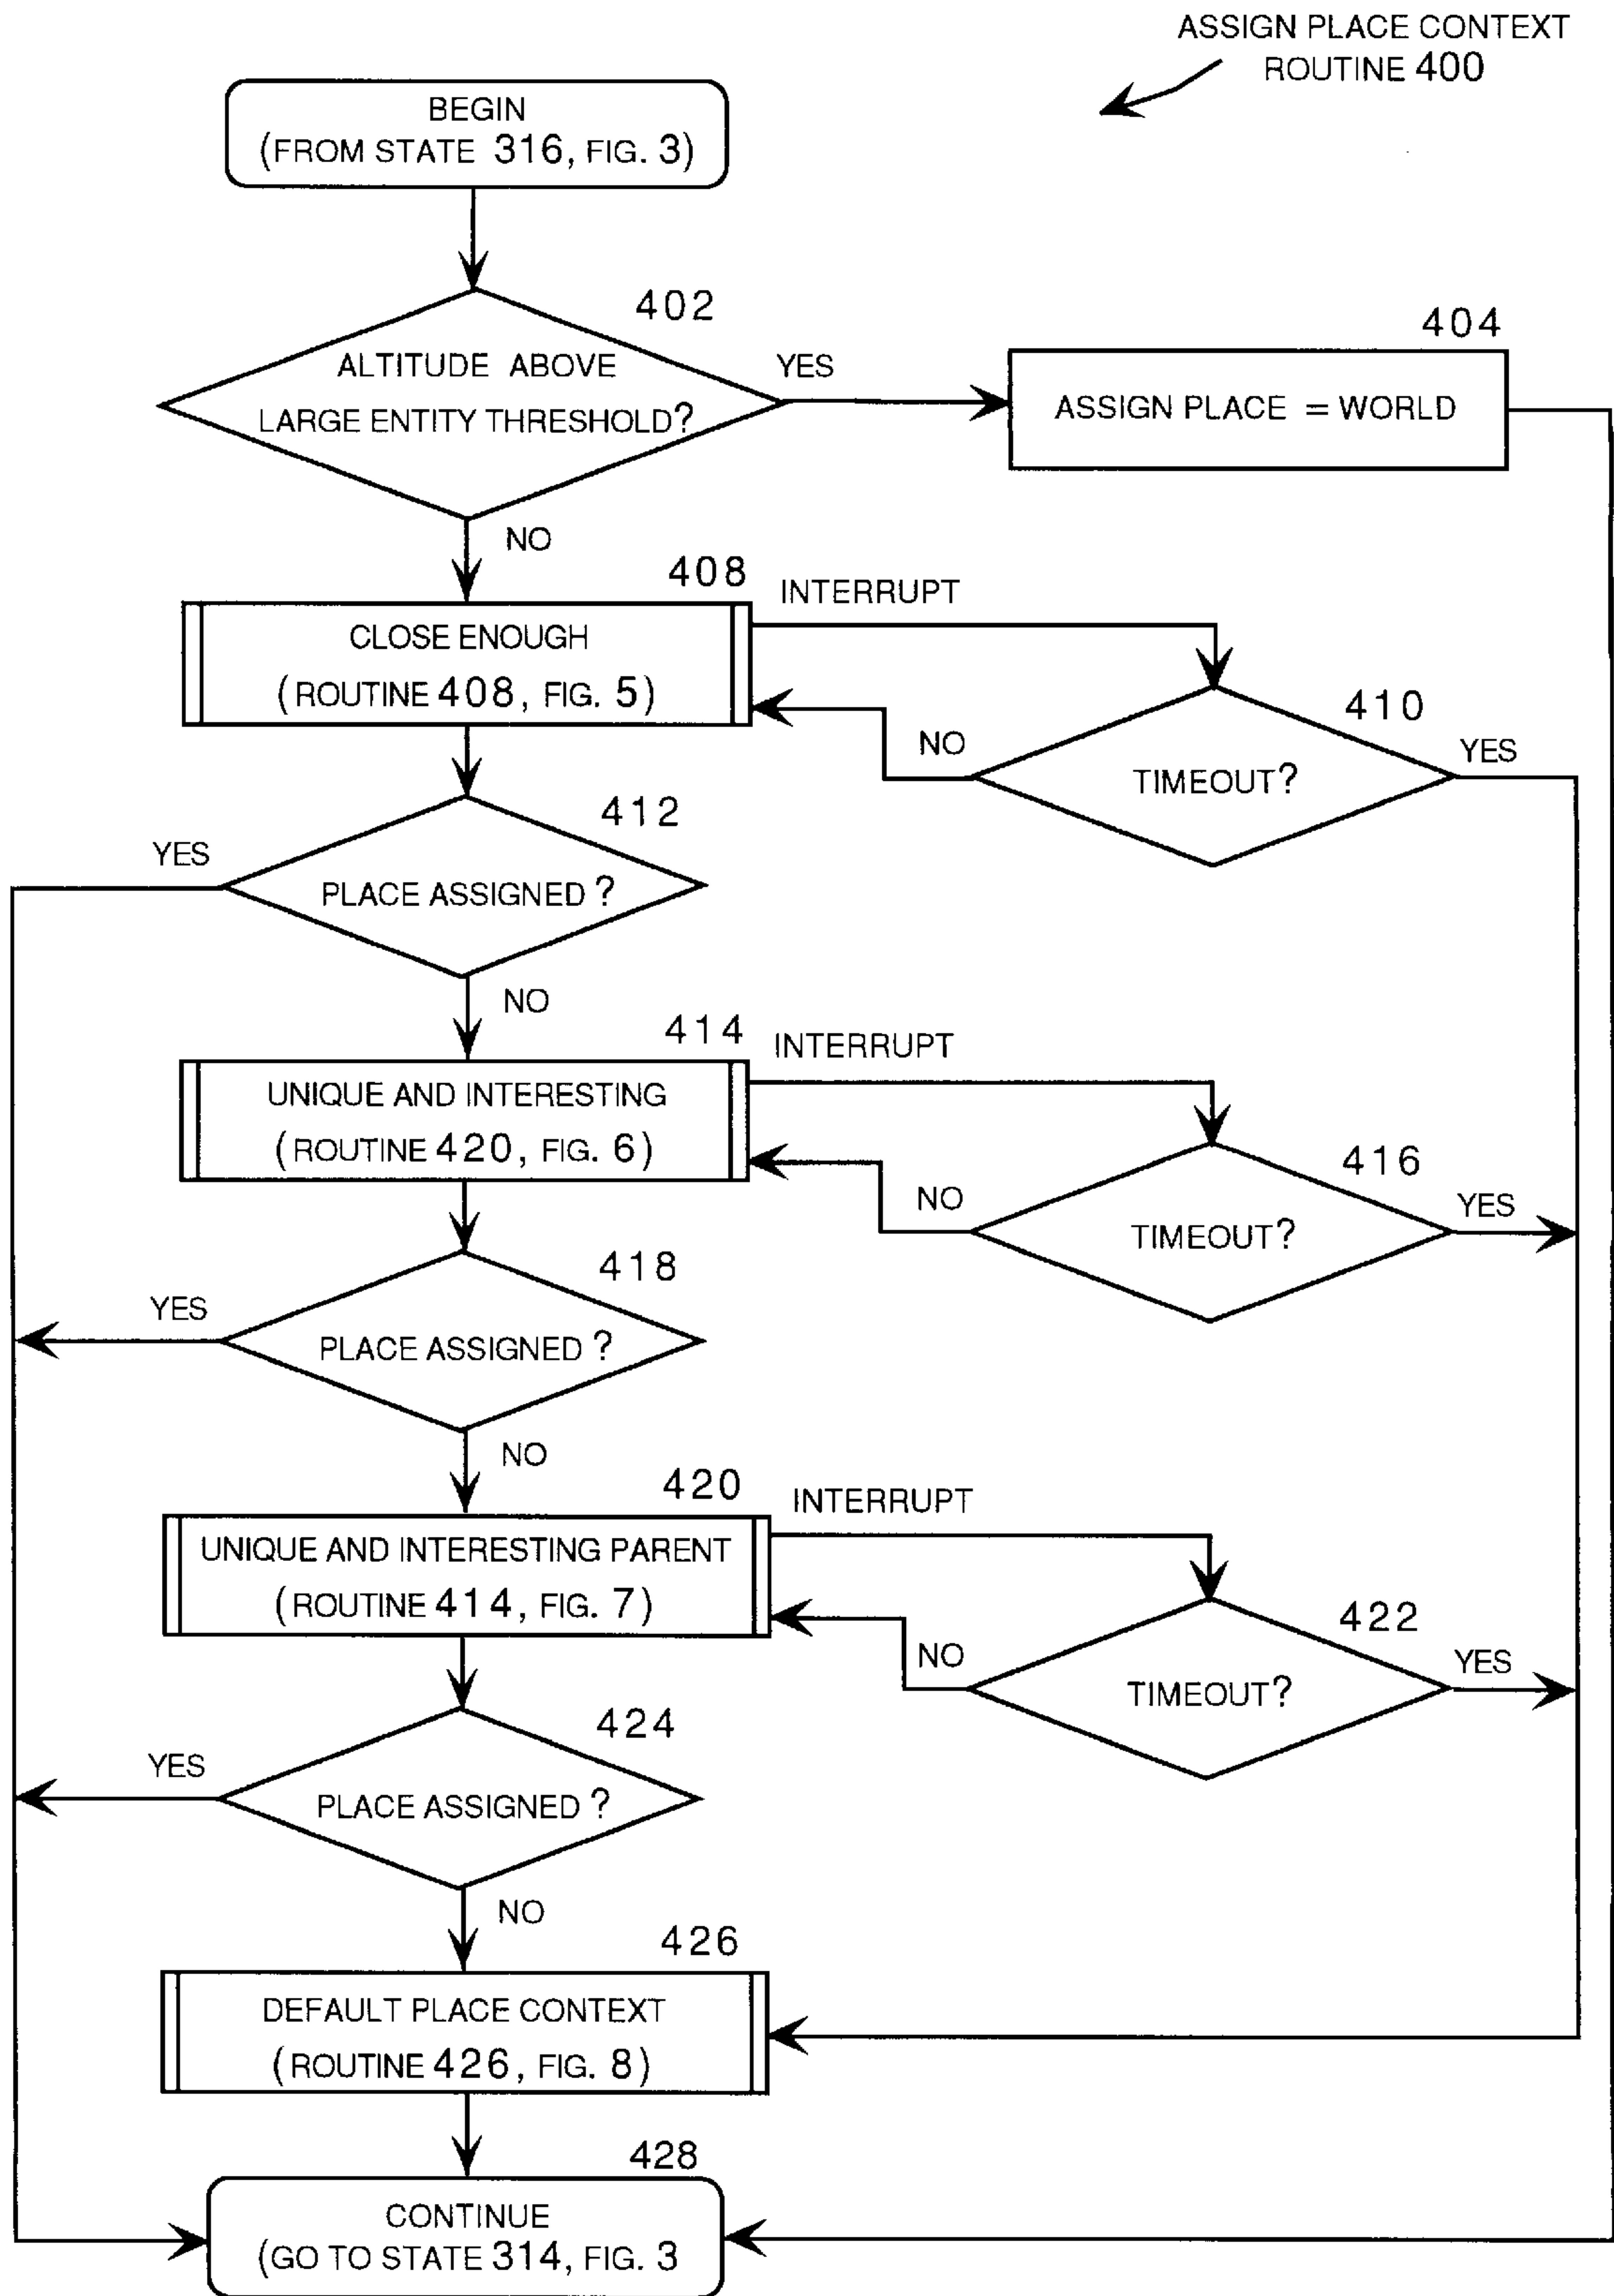 ASSIGN PLACE CONTEXT
ROUTINE 400
BEGIN
(FROM STATE 316, FIG. 3)
402
ALTITUDE ABOVE
LARGE ENTITY THRESHOLD?
YES
404
ASSIGN PLACE = WORLD
NO
408
INTERRUPT
CLOSE ENOUGH
(ROUTINE 408, FIG. 5)
410
NO
YES
TIMEOUT?
412
YES
PLACE ASSIGNED ?
NO
414
INTERRUPT
UNIQUE AND INTERESTING
(ROUTINE 420, FIG. 6)
416
NO
YES
TIMEOUT?
418
YES
PLACE ASSIGNED ?
NO
420
INTERRUPT
UNIQUE AND INTERESTING PARENT
(ROUTINE 414, FIG. 7)
422
NO
YES
TIMEOUT?
424
YES
PLACE ASSIGNED ?
NO
426
DEFAULT PLACE CONTEXT
(ROUTINE 426, FIG. 8)
428
CONTINUE
(GO TO STATE 314, FIG. 3